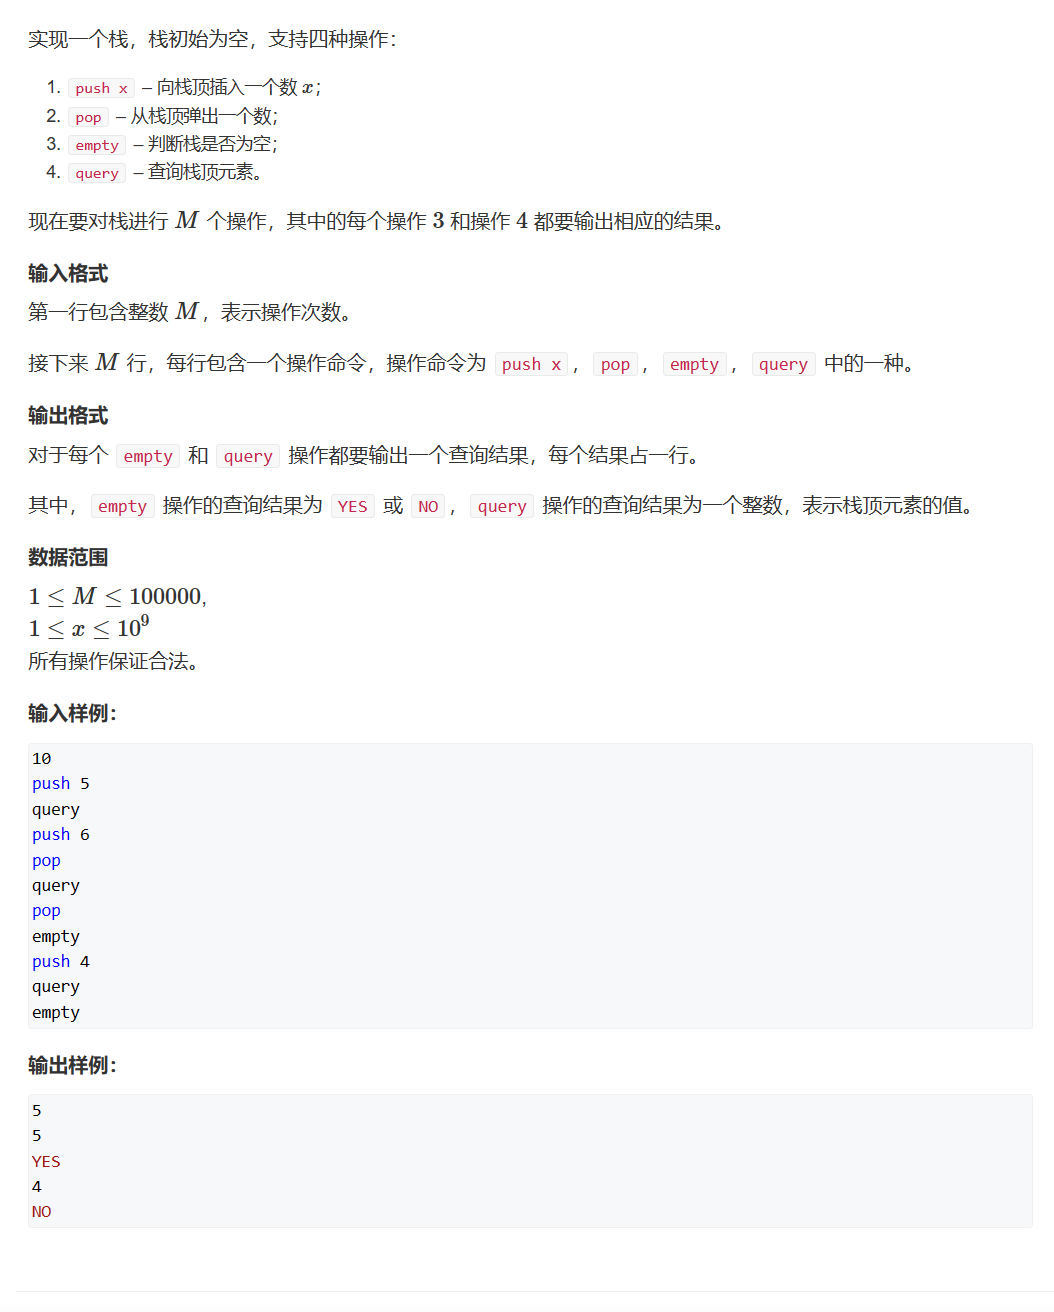 实现一个栈，栈初始为空，支持四种操作：
1. push x – 向栈顶插入一个数 x；
2. pop – 从栈顶弹出一个数；
3. empty – 判断栈是否为空；
4. query – 查询栈顶元素。
现在要对栈进行 M 个操作，其中的每个操作 3 和操作 4 都要输出相应的结果。
输入格式
第一行包含整数 M，表示操作次数。
接下来 M 行，每行包含一个操作命令，操作命令为 push x，pop，empty，query 中的一种。
输出格式
对于每个 empty 和 query 操作都要输出一个查询结果，每个结果占一行。
其中，empty 操作的查询结果为 YES 或 NO，query 操作的查询结果为一个整数，表示栈顶元素的值。
数据范围
1 ≤ M ≤ 100000,
1 ≤ x ≤ 10⁹
所有操作保证合法。
输入样例：
10
push 5
query
push 6
pop
query
pop
empty
push 4
query
empty
输出样例：
5
5
YES
4
NO